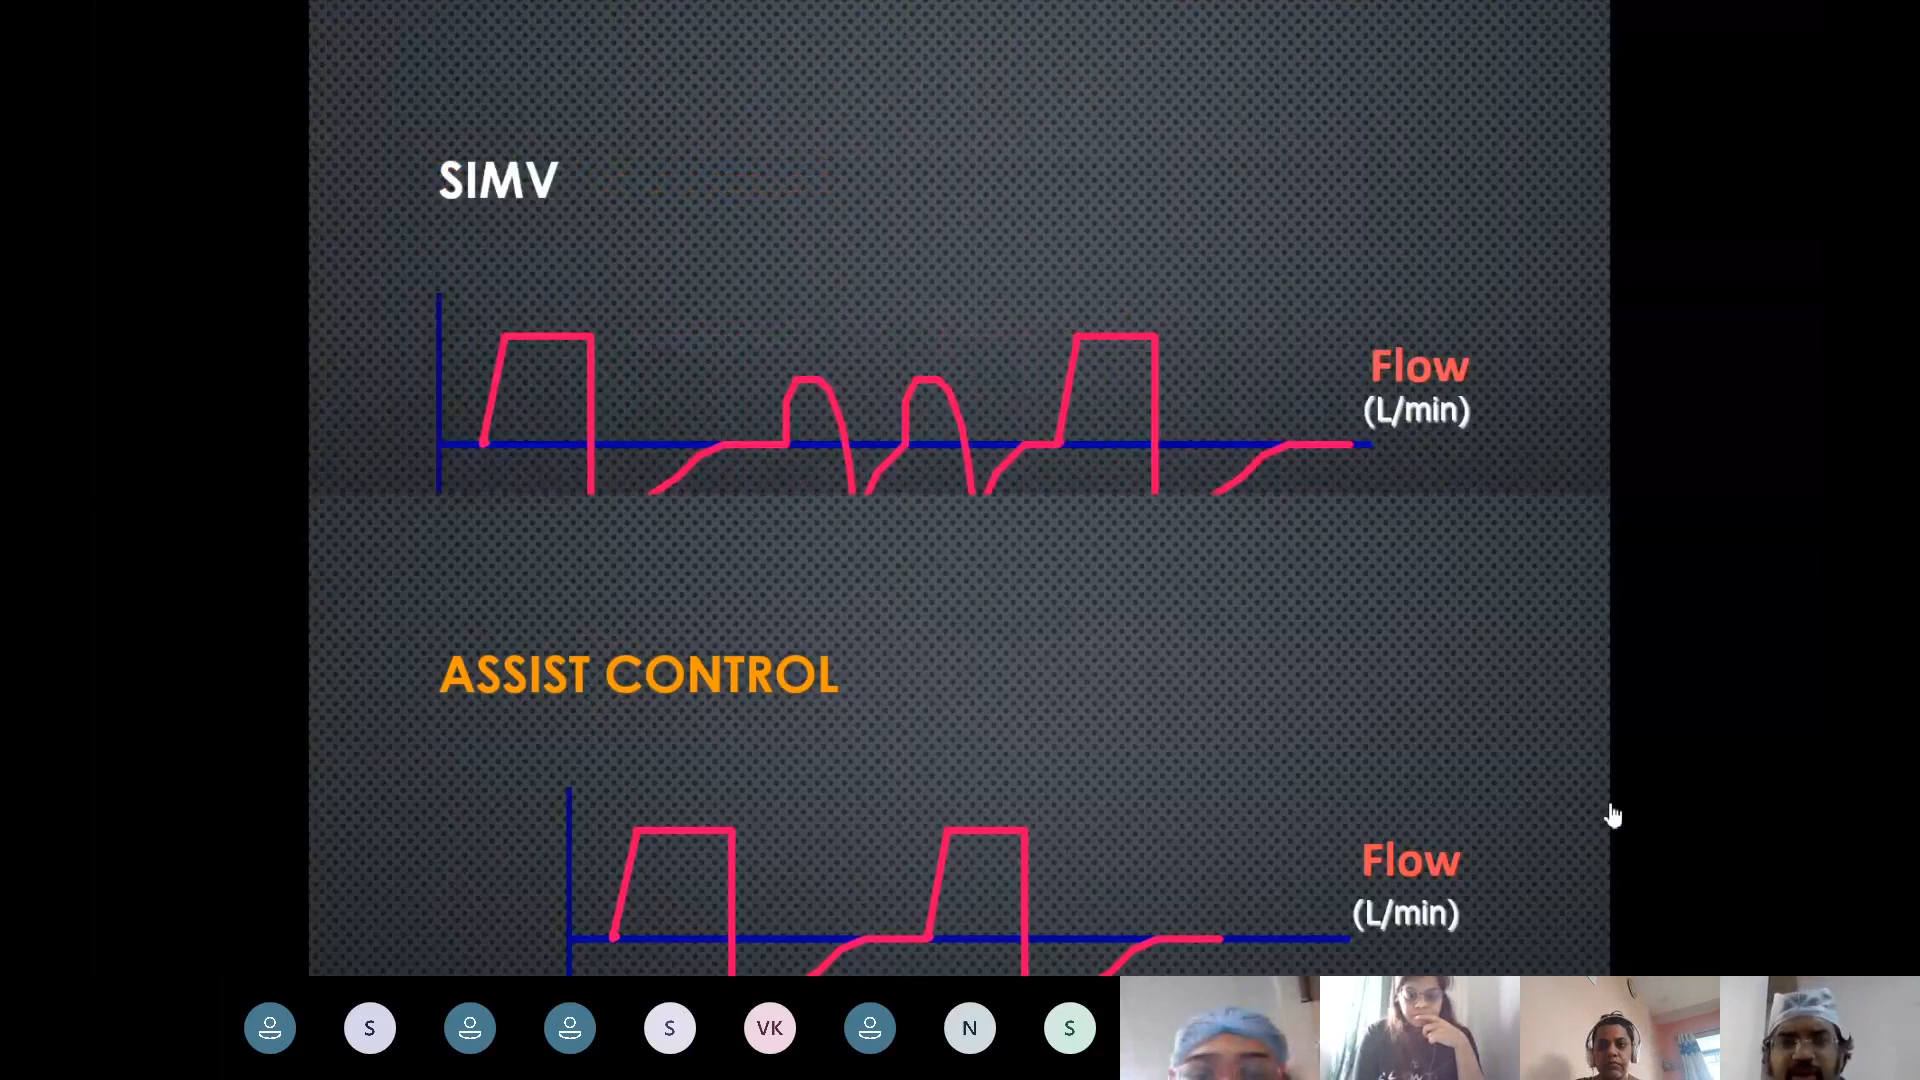 SIMV
Flow
(L/min)
ASSIST CONTROL
Flow
(L/min)
S
S
VK
N
S